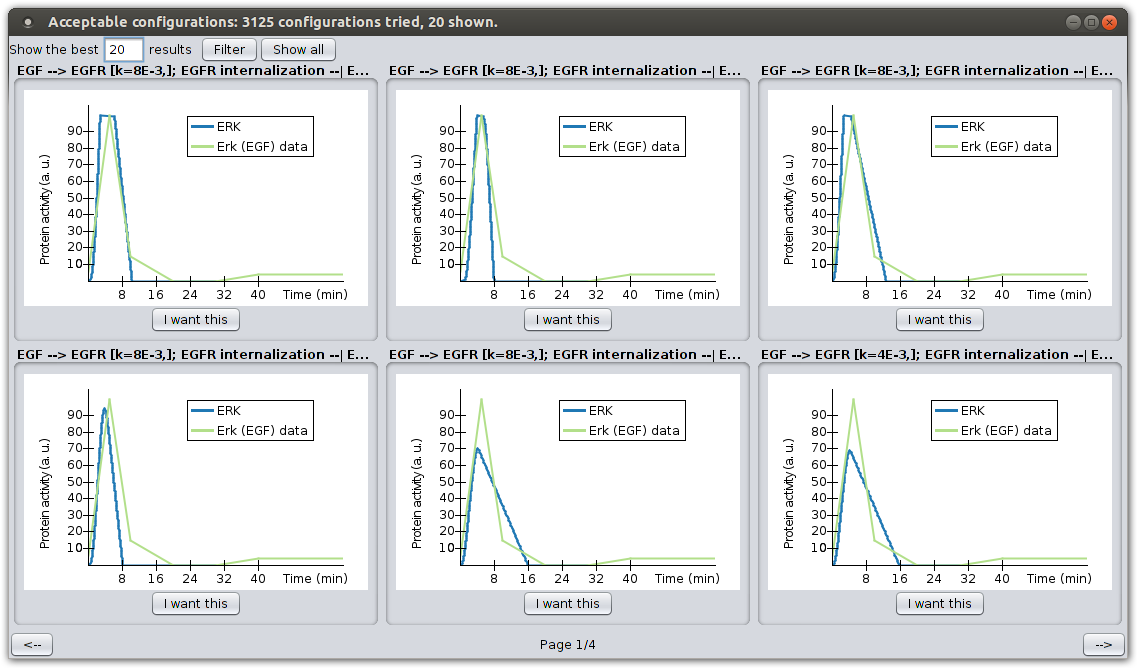 Acceptable configurations: 3125 configurations tried, 20 shown.
Show the best 20 results Filter Show all
EGF --> EGFR [k=8E-3,]; EGFR internalization --| E...
Protein activity (a. u.)
90
80
70
60
50
40
30
20
10
ERK
Erk (EGF) data
8 16 24 32 40 Time (min)
I want this
EGF --> EGFR [k=8E-3,]; EGFR internalization --| E...
Protein activity (a. u.)
90
80
70
60
50
40
30
20
10
ERK
Erk (EGF) data
8 16 24 32 40 Time (min)
I want this
EGF --> EGFR [k=8E-3,]; EGFR internalization --| E...
Protein activity (a. u.)
90
80
70
60
50
40
30
20
10
ERK
Erk (EGF) data
8 16 24 32 40 Time (min)
I want this
EGF --> EGFR [k=8E-3,]; EGFR internalization --| E...
Protein activity (a. u.)
90
80
70
60
50
40
30
20
10
ERK
Erk (EGF) data
8 16 24 32 40 Time (min)
I want this
EGF --> EGFR [k=8E-3,]; EGFR internalization --| E...
Protein activity (a. u.)
90
80
70
60
50
40
30
20
10
ERK
Erk (EGF) data
8 16 24 32 40 Time (min)
I want this
EGF --> EGFR [k=4E-3,]; EGFR internalization --| E...
Protein activity (a. u.)
90
80
70
60
50
40
30
20
10
ERK
Erk (EGF) data
8 16 24 32 40 Time (min)
I want this
<-- Page 1/4 -->